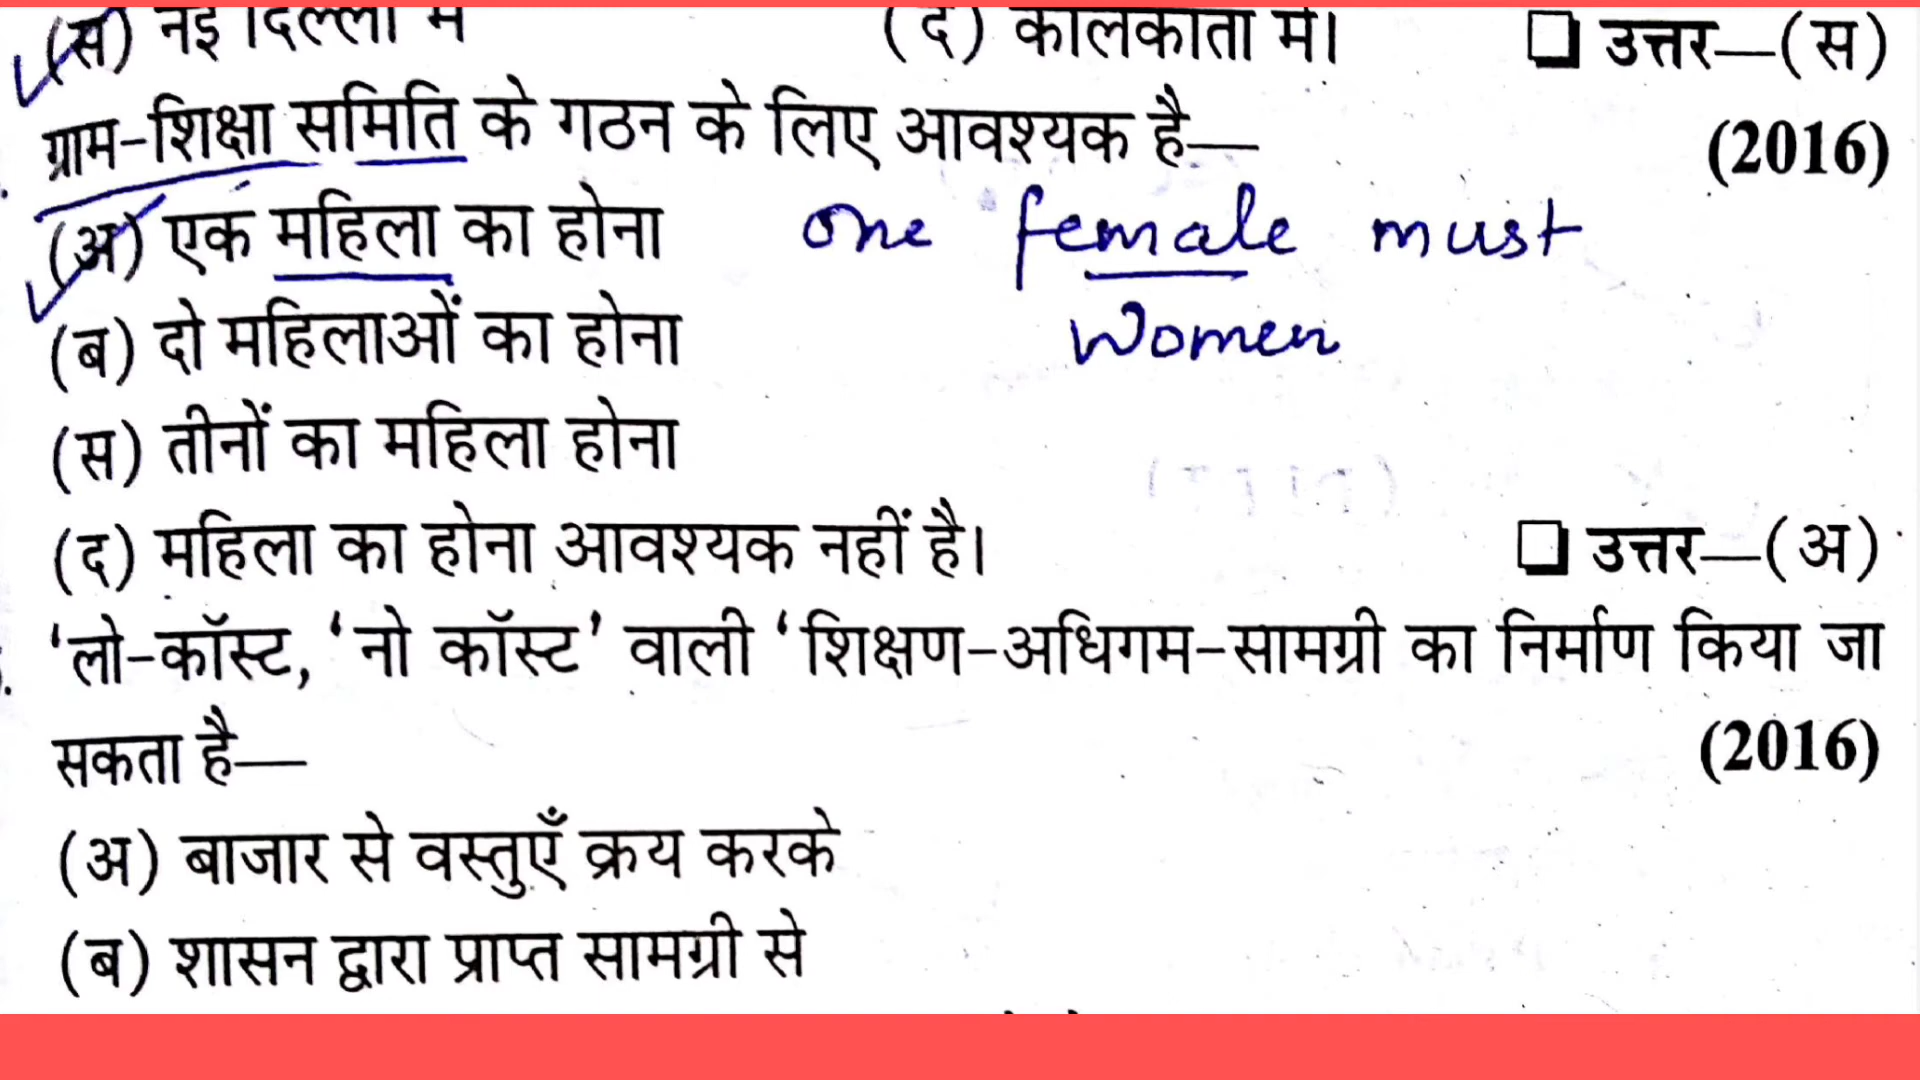 (स) नई दिल्ली में (द) कोलकाता में। ❑ उत्तर—(स)
ग्राम-शिक्षा समिति के गठन के लिए आवश्यक है— (2016)
(अ) एक महिला का होना one female must
(ब) दो महिलाओं का होना women
(स) तीनों का महिला होना
(द) महिला का होना आवश्यक नहीं है। ❑ उत्तर—(अ)
'लो-कॉस्ट, 'नो कॉस्ट' वाली 'शिक्षण-अधिगम-सामग्री का निर्माण किया जा
सकता है— (2016)
(अ) बाजार से वस्तुएँ क्रय करके
(ब) शासन द्वारा प्राप्त सामग्री से